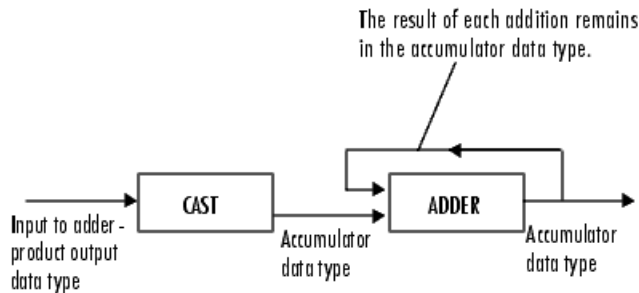 The result of each addition remains
in the accumulator data type.
CAST
ADDER
Input to adder -
product output
data type
Accumulator
data type
Accumulator
data type